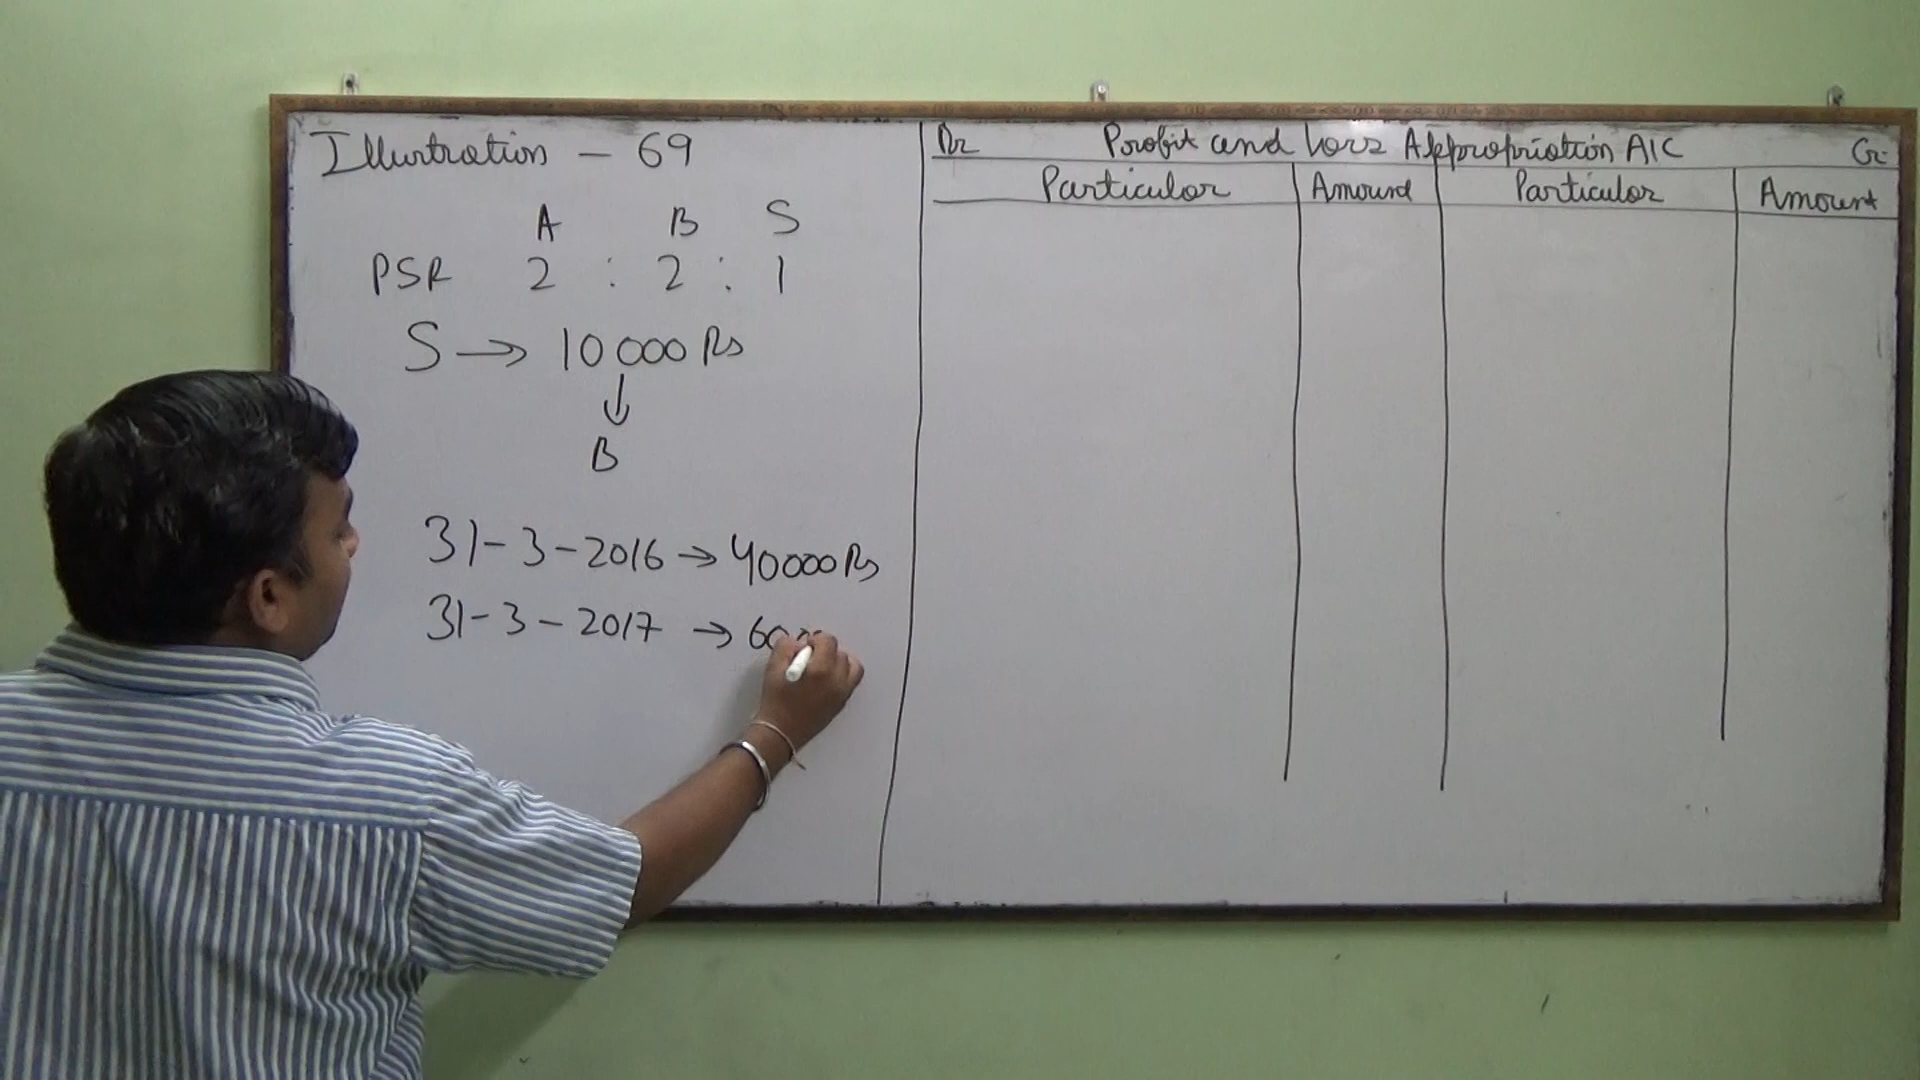 Illustration - 69
A B S
PSR 2 : 2 : 1
S → 10000 Rs
↓
B
31-3-2016 → 40000 Rs
31-3-2017 →
Dr Profit and Loss Appropriation A/C Cr
Particular Amount Particular Amount